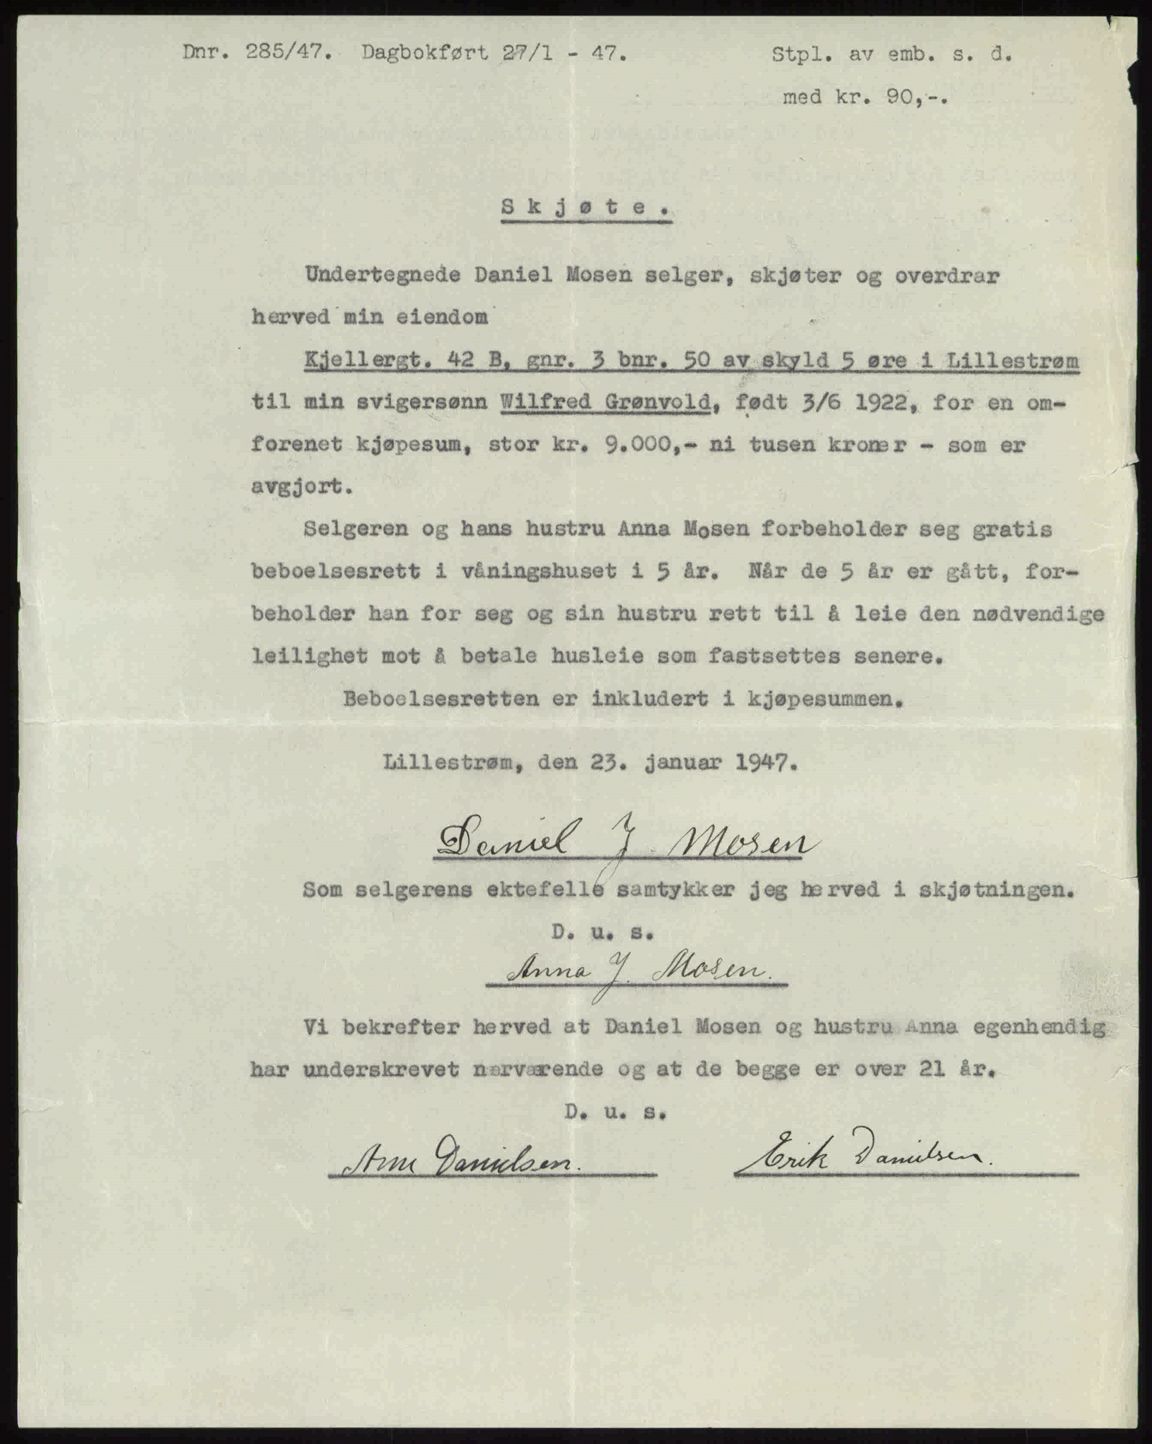 Dnr. 285/47. Dagbokført 27/1 - 47. Stpl. av emb. s. d.
med kr. 90,-.
Skjøte.
Undertegnede Daniel Mosen selger, skjøter og overdrar
herved min eiendom
Kjellergt. 42 B, gnr. 3 bnr. 50 av skyld 5 øre i Lillestrøm
til min svigersønn Wilfred Grønvold, født 3/6 1922, for en om-
forenet kjøpesum, stor kr. 9.000,- ni tusen kroner - som er
avgjort.
Selgeren og hans hustru Anna Mosen forbeholder seg gratis
beboelsesrett i våningshuset i 5 år. Når de 5 år er gått, for-
beholder han for seg og sin hustru rett til å leie den nødvendige
leilighet mot å betale husleie som fastsettes senere.
Beboelsesretten er inkludert i kjøpesummen.
Lillestrøm, den 23. januar 1947.
Daniel J. Mosen
Som selgerens ektefelle samtykker jeg herved i skjøtningen.
D. u. s.
Anna J. Mosen.
Vi bekrefter herved at Daniel Mosen og hustru Anna egenhendig
har underskrevet nærværende og at de begge er over 21 år.
D. u. s.
Arne Danielsen. Erik Danielsen.